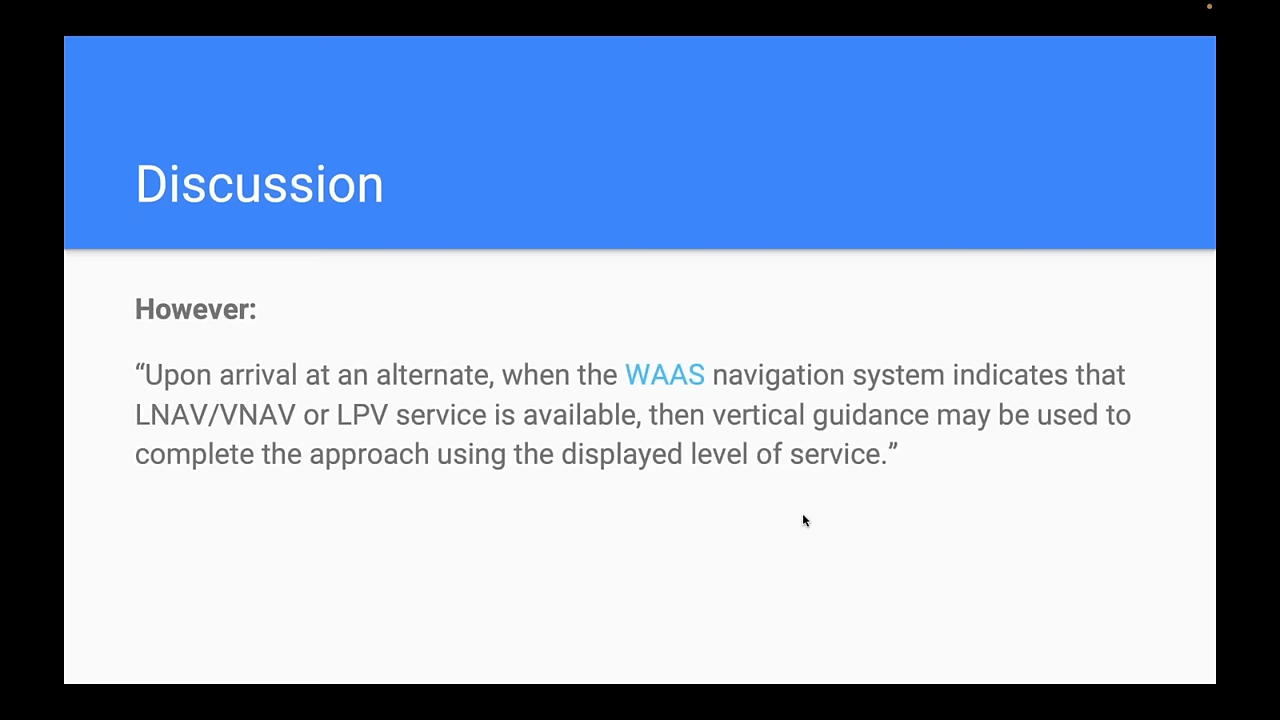 Discussion
However:
“Upon arrival at an alternate, when the WAAS navigation system indicates that
LNAV/VNAV or LPV service is available, then vertical guidance may be used to
complete the approach using the displayed level of service.”